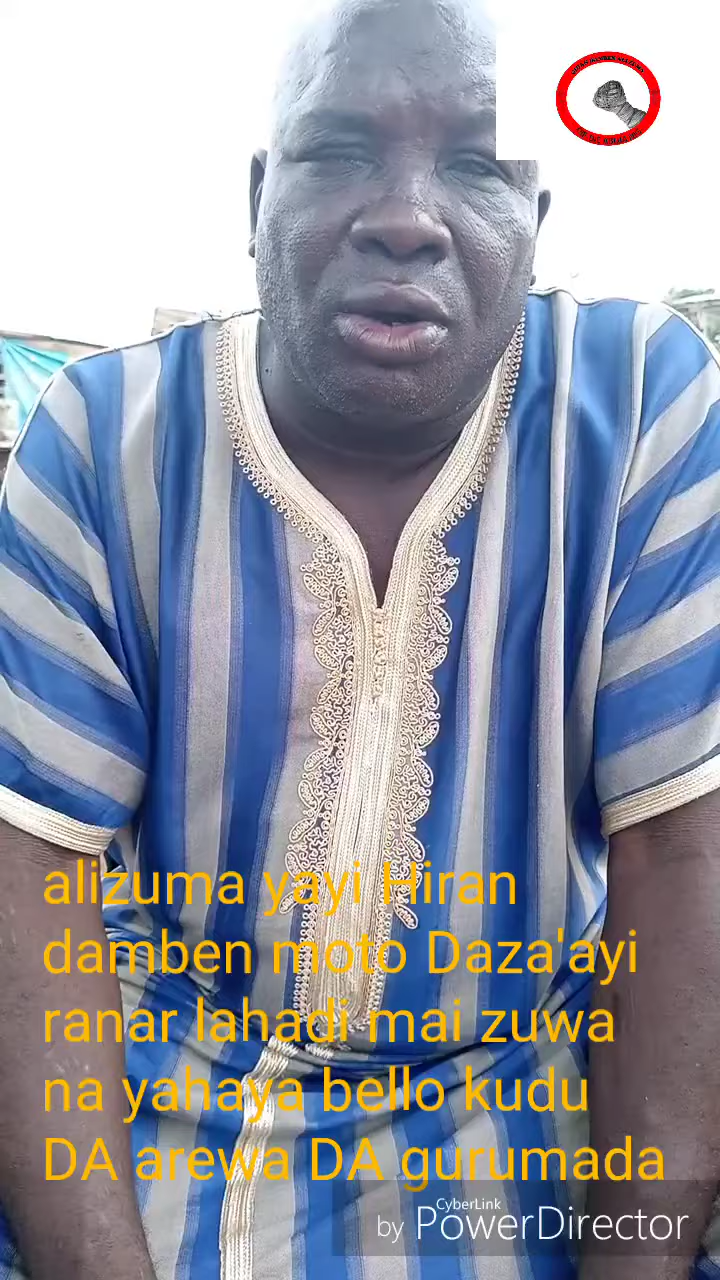 alizuma yayi Hiran
damben moto Daza'ayi
ranar lahadi mai zuwa
na yahaya bello kudu
DA arewa DA gurumada
CyberLink
by PowerDirector